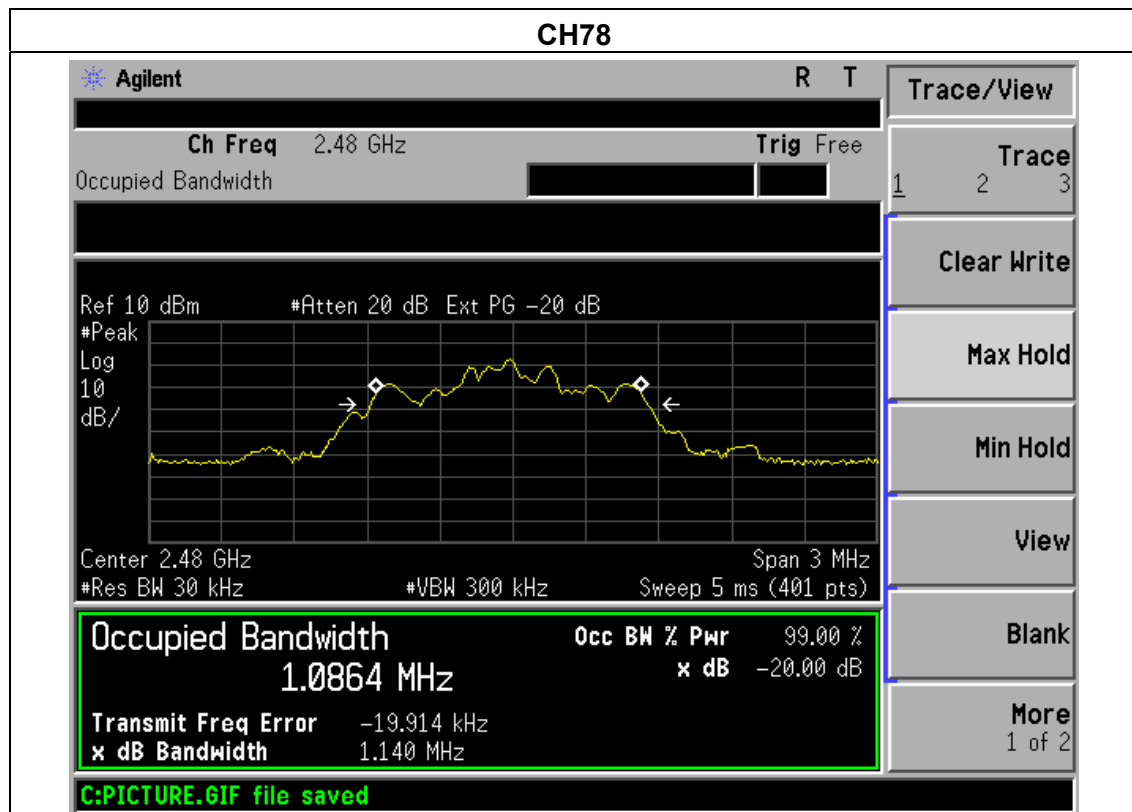 CH78
Agilent R T
Trace/View
Ch Freq 2.48 GHz Trig Free
Occupied Bandwidth
Trace
1 2 3
Clear Write
Ref 10 dBm #Atten 20 dB Ext PG -20 dB
#Peak
Log
10
dB/
Max Hold
Min Hold
View
Center 2.48 GHz Span 3 MHz
#Res BW 30 kHz #VBW 300 kHz Sweep 5 ms (401 pts)
Occupied Bandwidth Occ BW % Pwr 99.00 %
1.0864 MHz x dB -20.00 dB
Blank
Transmit Freq Error -19.914 kHz
x dB Bandwidth 1.140 MHz
More
1 of 2
C:PICTURE.GIF file saved